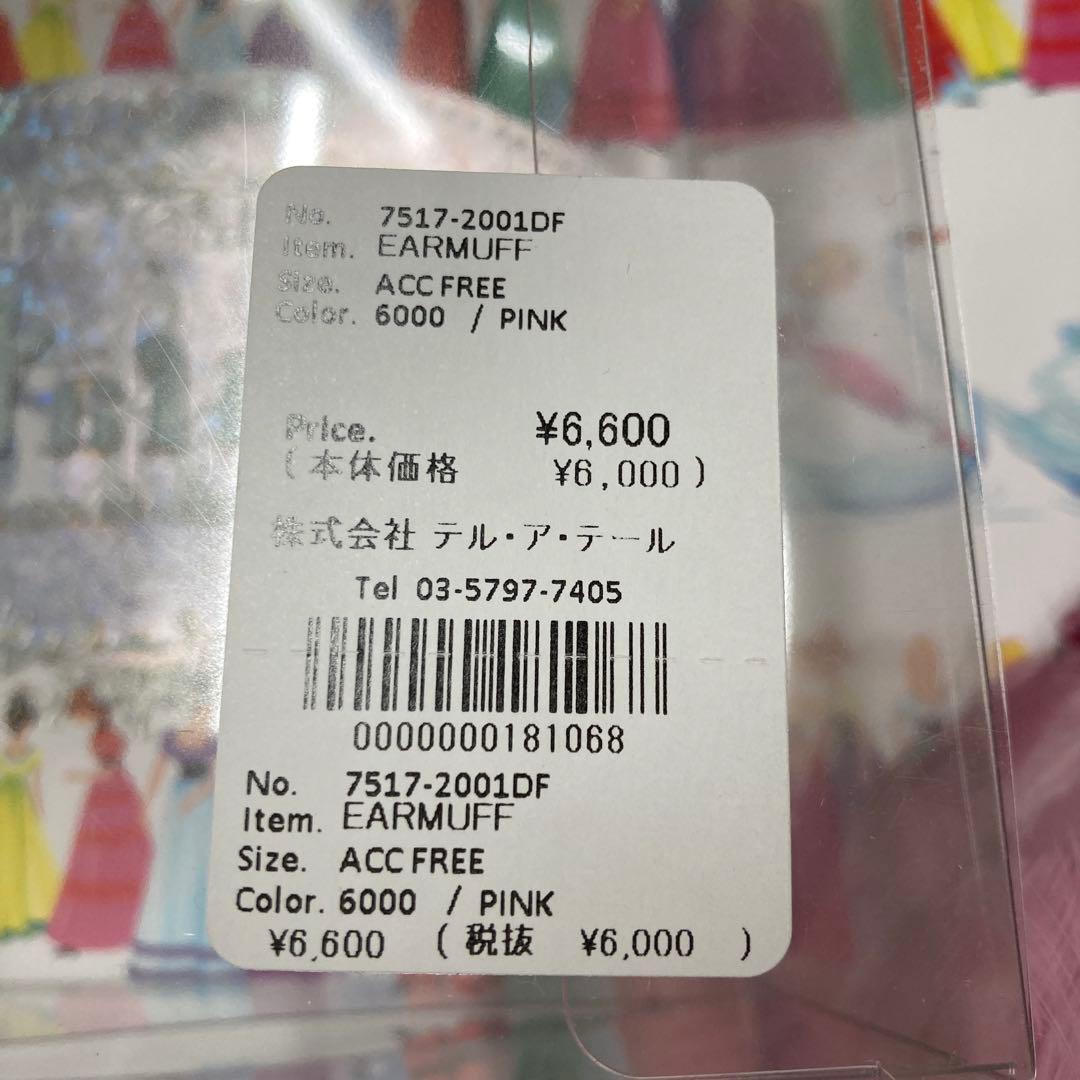 No. 7517-2001DF
Item. EARMUFF
Size. ACC FREE
Color. 6000 / PINK
Price. ¥6,600
(本体価格 ¥6,000)
株式会社 テル・ア・テール
Tel 03-5797-7405
0000000181068
No. 7517-2001DF
Item. EARMUFF
Size. ACC FREE
Color. 6000 / PINK
¥6,600 (税抜 ¥6,000 )